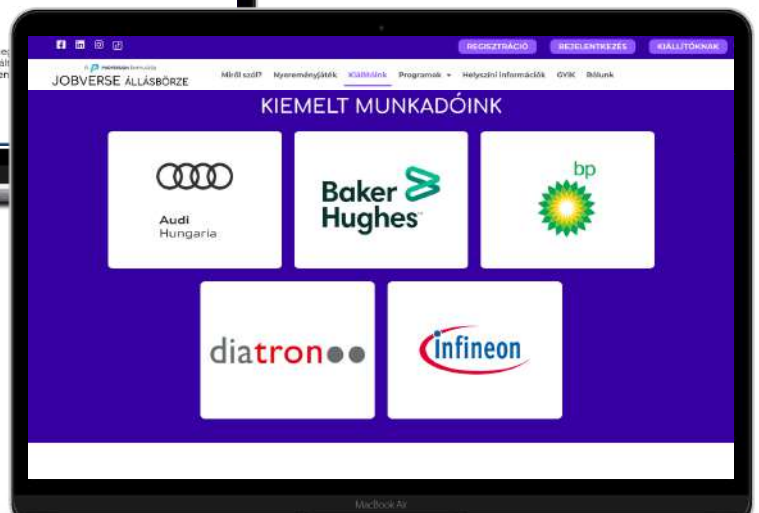 REGISZTRÁCIÓ BEJELENTKEZÉS KIÁLLÍTÓKNAK
JOBVERSE ÁLLÁSBÖRZE
Miről szól? Nyereményjáték Kiállítóink Programok Helyszíni információk GYIK Rólunk
KIEMELT MUNKADÓINK
Audi
Hungaria
Baker
Hughes
bp
diatron
infineon
MacBook Air